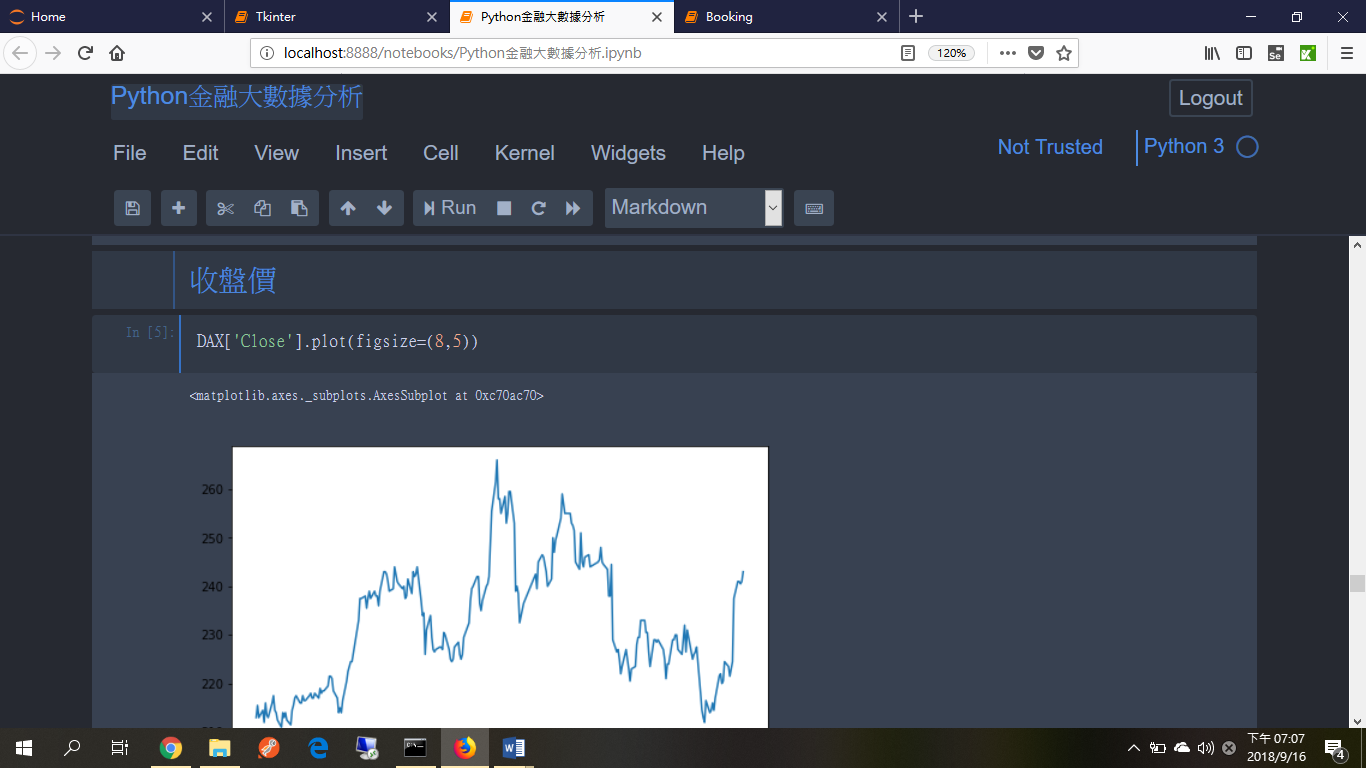 Home
Tkinter
Python金融大數據分析
Booking
localhost:8888/notebooks/Python金融大數據分析.ipynb
120%
Python金融大數據分析
Logout
File Edit View Insert Cell Kernel Widgets Help
Not Trusted
Python 3
Run
Markdown
收盤價
In [5]:
DAX['Close'].plot(figsize=(8,5))
<matplotlib.axes._subplots.AxesSubplot at 0xc70ac70>
260
250
240
230
220
下午 07:07
2018/9/16
4